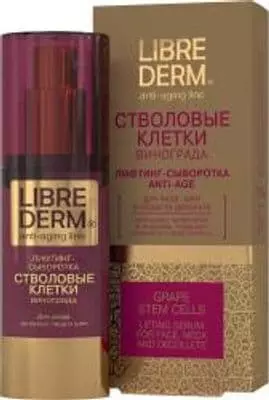 LIBRE
DERM®
anti-aging line
СТВОЛОВЫЕ
КЛЕТКИ
ВИНОГРАДА
ЛИФТИНГ-СЫВОРОТКА
ANTI-AGE
GRAPE
STEM CELLS
LIFTING SERUM
FOR FACE, NECK
AND DECOLLETE
LIBRE
DERM®
anti-aging line
ЛИФТИНГ-СЫВОРОТКА
СТВОЛОВЫЕ
КЛЕТКИ
ВИНОГРАДА